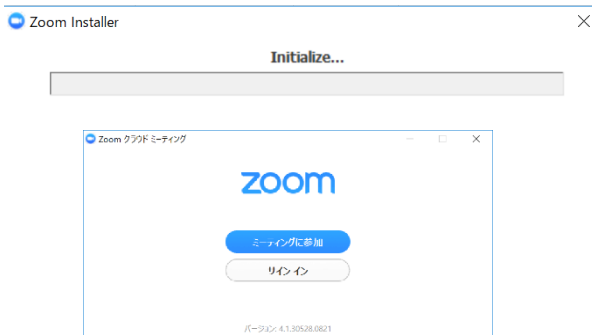 Zoom Installer
Initialize...
Zoom クラウド ミーティング
zoom
ミーティングに参加
サイン イン
バージョン: 4.1.30528.0821